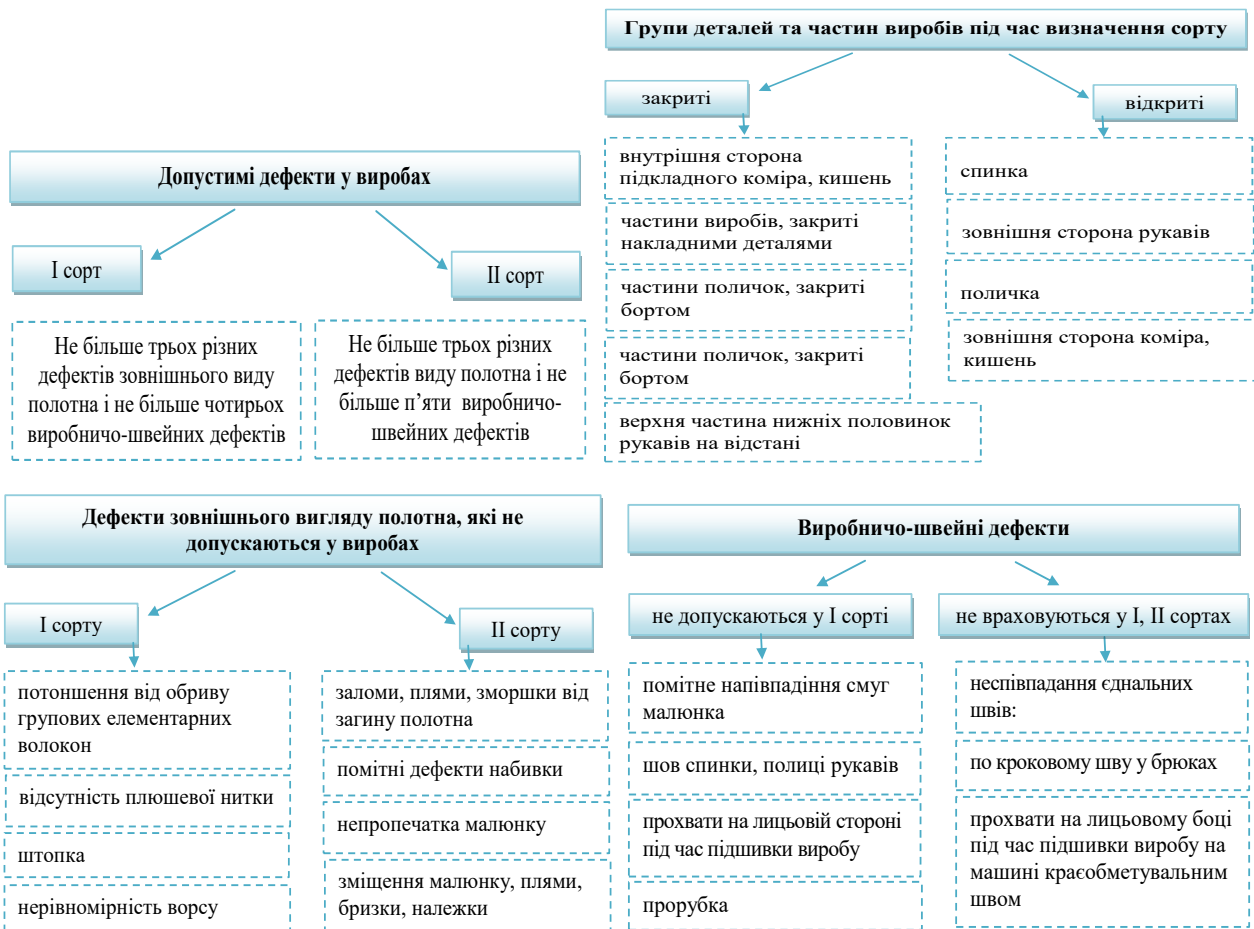 Групи деталей та частин виробів під час визначення сорту
закриті
відкриті
внутрішня сторона
підкладного коміра, кишень
частини виробів, закриті
накладними деталями
частини поличок, закриті
бортом
частини поличок, закриті
бортом
верхня частина нижніх половинок
рукавів на відстані
спинка
зовнішня сторона рукавів
поличка
зовнішня сторона коміра,
кишень
Допустимі дефекти у виробах
І сорт
ІІ сорт
Не більше трьох різних
дефектів зовнішнього виду
полотна і не більше чотирьох
виробничо-швейних дефектів
Не більше трьох різних
дефектів виду полотна і не
більше п’яти виробничо-
швейних дефектів
Дефекти зовнішнього вигляду полотна, які не
допускаються у виробах
І сорту
ІІ сорту
потоншення від обриву
групових елементарних
волокон
відсутність плюшевої нитки
штопка
нерівномірність ворсу
заломи, плями, зморшки від
загину полотна
помітні дефекти набивки
непропечатка малюнку
зміщення малюнку, плями,
бризки, належки
Виробничо-швейні дефекти
не допускаються у І сорті
не враховуються у І, ІІ сортах
помітне напівпадіння смуг
малюнка
шов спинки, полиці рукавів
прохвати на лицьовій стороні
під час підшивки виробу
прорубка
неспівпадання єднальних
швів:
по кроковому шву у брюках
прохвати на лицьовому боці
під час підшивки виробу на
машині краєобметувальним
швом